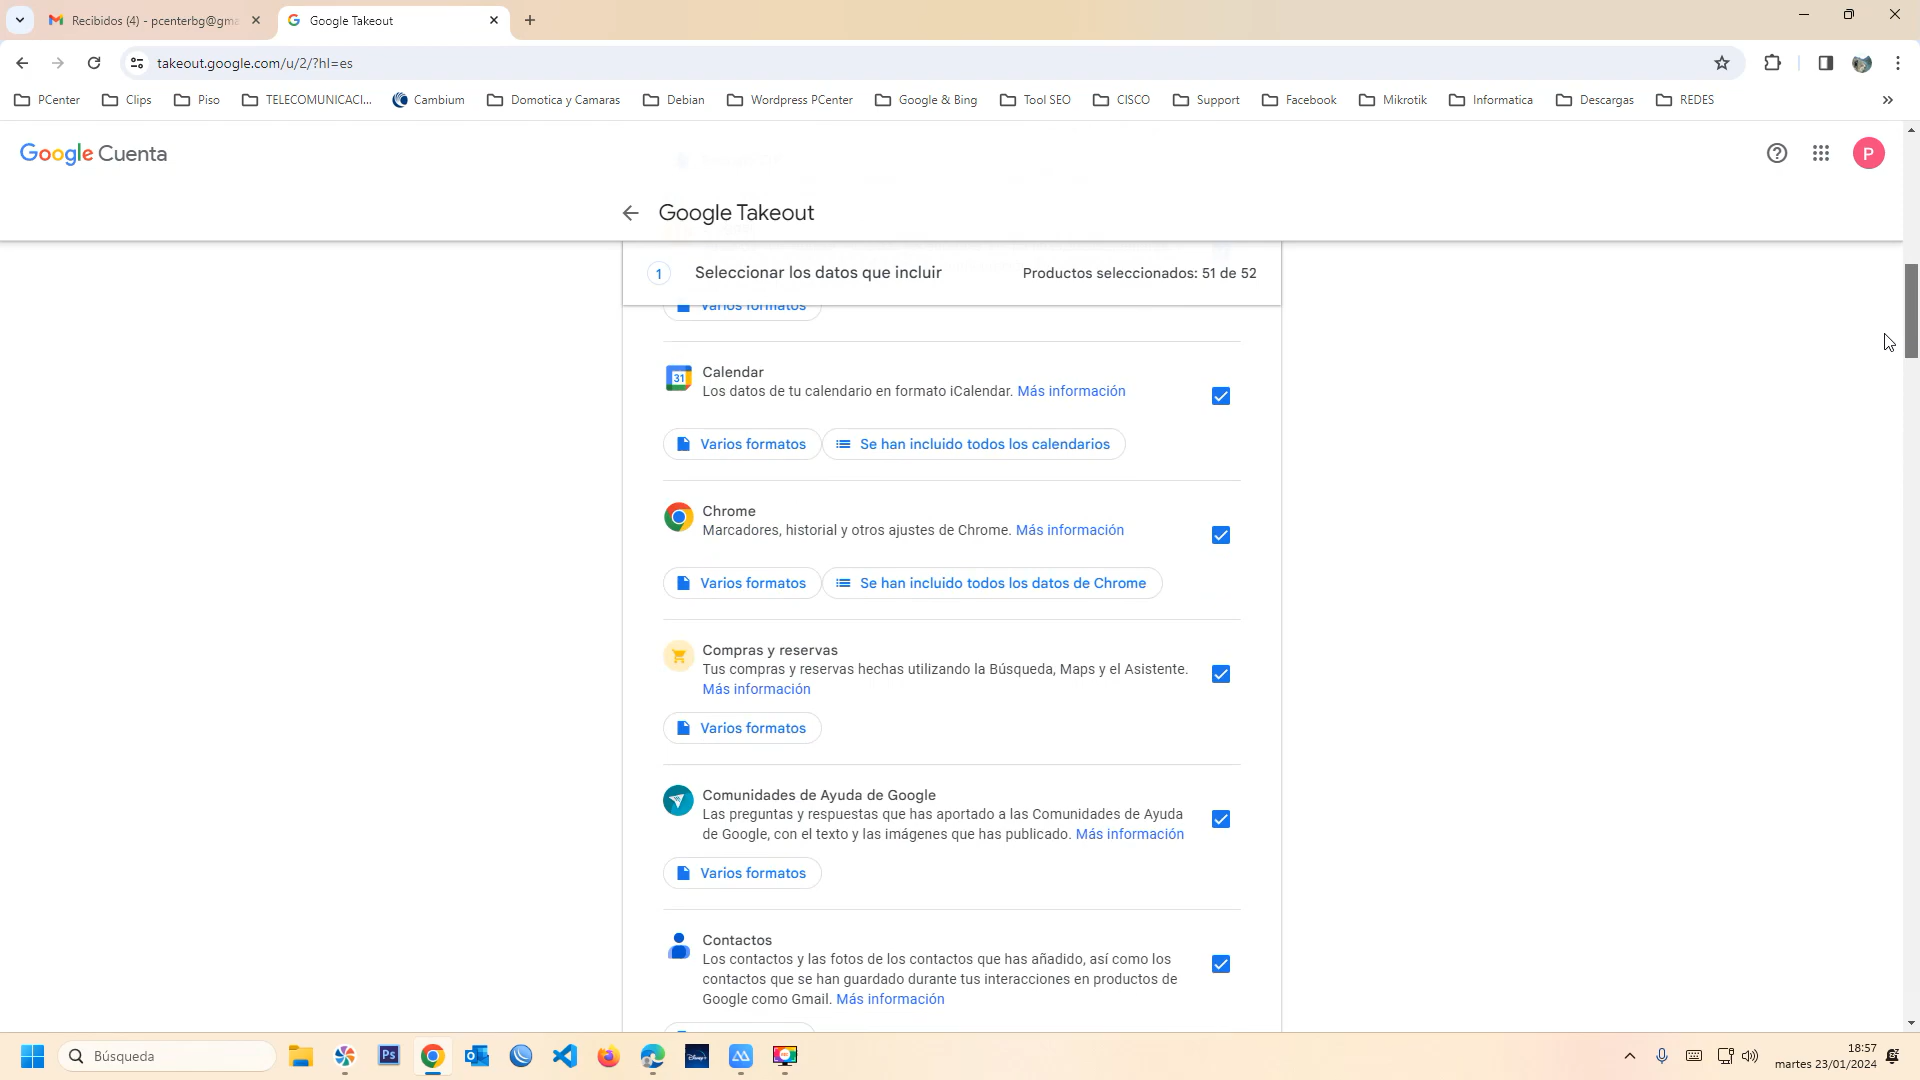 Recibidos (4) - pcenterbg@gma
Google Takeout
takeout.google.com/u/2/?hl=es
PCenter
Clips
Piso
TELECOMUNICACI...
Cambium
Domotica y Camaras
Debian
Wordpress PCenter
Google & Bing
Tool SEO
CISCO
Support
Facebook
Mikrotik
Informatica
Descargas
REDES
»
Google Cuenta
P
Google Takeout
1 Seleccionar los datos que incluir Productos seleccionados: 51 de 52
Varios formatos
31
Calendar
Los datos de tu calendario en formato iCalendar. Más información
Varios formatos
Se han incluido todos los calendarios
Chrome
Marcadores, historial y otros ajustes de Chrome. Más información
Varios formatos
Se han incluido todos los datos de Chrome
Compras y reservas
Tus compras y reservas hechas utilizando la Búsqueda, Maps y el Asistente.
Más información
Varios formatos
Comunidades de Ayuda de Google
Las preguntas y respuestas que has aportado a las Comunidades de Ayuda
de Google, con el texto y las imágenes que has publicado. Más información
Varios formatos
Contactos
Los contactos y las fotos de los contactos que has añadido, así como los
contactos que se han guardado durante tus interacciones en productos de
Google como Gmail. Más información
Búsqueda
Ps
18:57
martes 23/01/2024